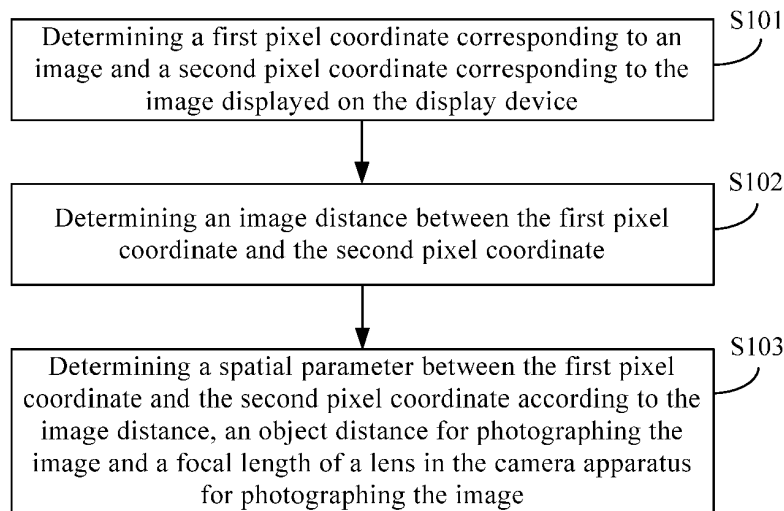 S101
Determining a first pixel coordinate corresponding to an
image and a second pixel coordinate corresponding to the
image displayed on the display device
S102
Determining an image distance between the first pixel
coordinate and the second pixel coordinate
S103
Determining a spatial parameter between the first pixel
coordinate and the second pixel coordinate according to the
image distance, an object distance for photographing the
image and a focal length of a lens in the camera apparatus
for photographing the image